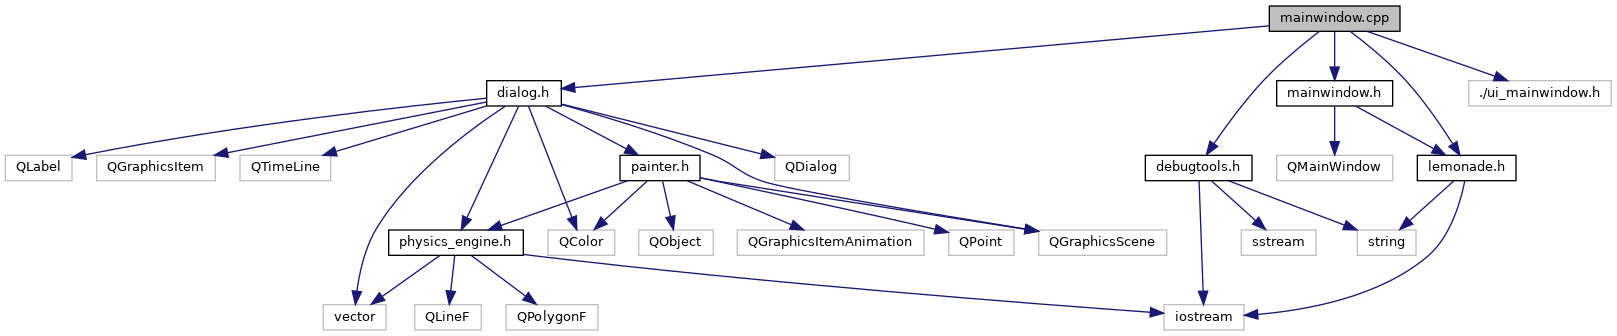 mainwindow.cpp
dialog.h
mainwindow.h
./ui_mainwindow.h
QLabel
QGraphicsItem
QTimeLine
painter.h
QDialog
debugtools.h
QMainWindow
lemonade.h
physics_engine.h
QColor
QObject
QGraphicsItemAnimation
QPoint
QGraphicsScene
sstream
string
vector
QLineF
QPolygonF
iostream